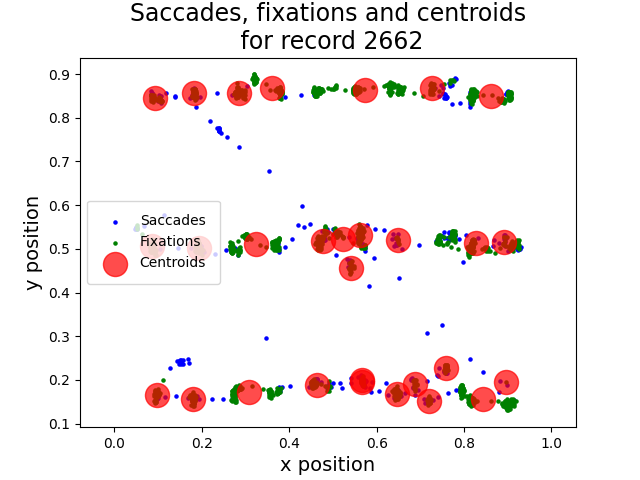 Saccades, fixations and centroids
for record 2662
0.9
0.8
0.7
0.6
0.5
0.4
0.3
0.2
0.1
y position
Saccades
Fixations
Centroids
0.0 0.2 0.4 0.6 0.8 1.0
x position